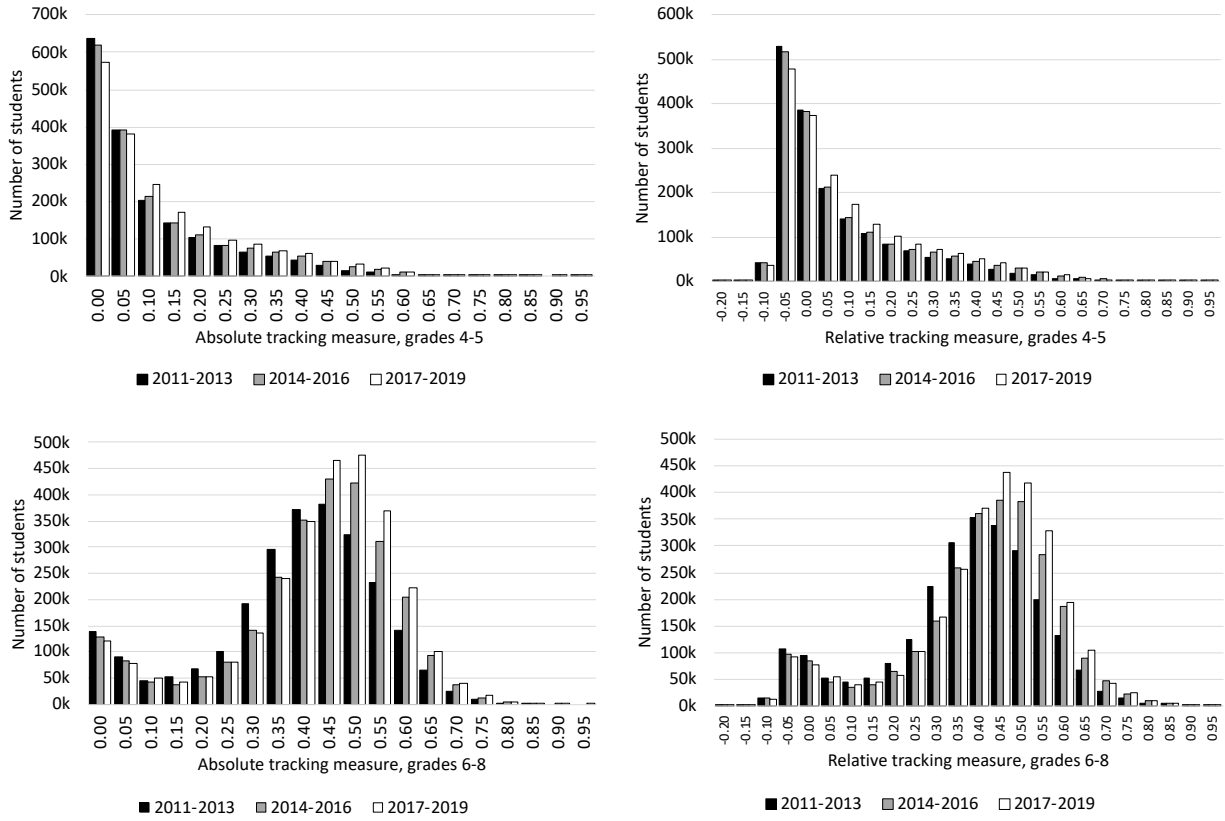 700k
600k
500k
400k
300k
200k
100k
0k
Number of students
0.00 0.05 0.10 0.15 0.20 0.25 0.30 0.35 0.40 0.45 0.50 0.55 0.60 0.65 0.70 0.75 0.80 0.85 0.90 0.95
Absolute tracking measure, grades 4-5
2011-2013 2014-2016 2017-2019
600k
500k
400k
300k
200k
100k
0k
Number of students
-0.20 -0.15 -0.10 -0.05 0.00 0.05 0.10 0.15 0.20 0.25 0.30 0.35 0.40 0.45 0.50 0.55 0.60 0.65 0.70 0.75 0.80 0.85 0.90 0.95
Relative tracking measure, grades 4-5
2011-2013 2014-2016 2017-2019
500k
450k
400k
350k
300k
250k
200k
150k
100k
50k
0k
Number of students
0.00 0.05 0.10 0.15 0.20 0.25 0.30 0.35 0.40 0.45 0.50 0.55 0.60 0.65 0.70 0.75 0.80 0.85 0.90 0.95
Absolute tracking measure, grades 6-8
2011-2013 2014-2016 2017-2019
500k
450k
400k
350k
300k
250k
200k
150k
100k
50k
0k
Number of students
-0.20 -0.15 -0.10 -0.05 0.00 0.05 0.10 0.15 0.20 0.25 0.30 0.35 0.40 0.45 0.50 0.55 0.60 0.65 0.70 0.75 0.80 0.85 0.90 0.95
Relative tracking measure, grades 6-8
2011-2013 2014-2016 2017-2019